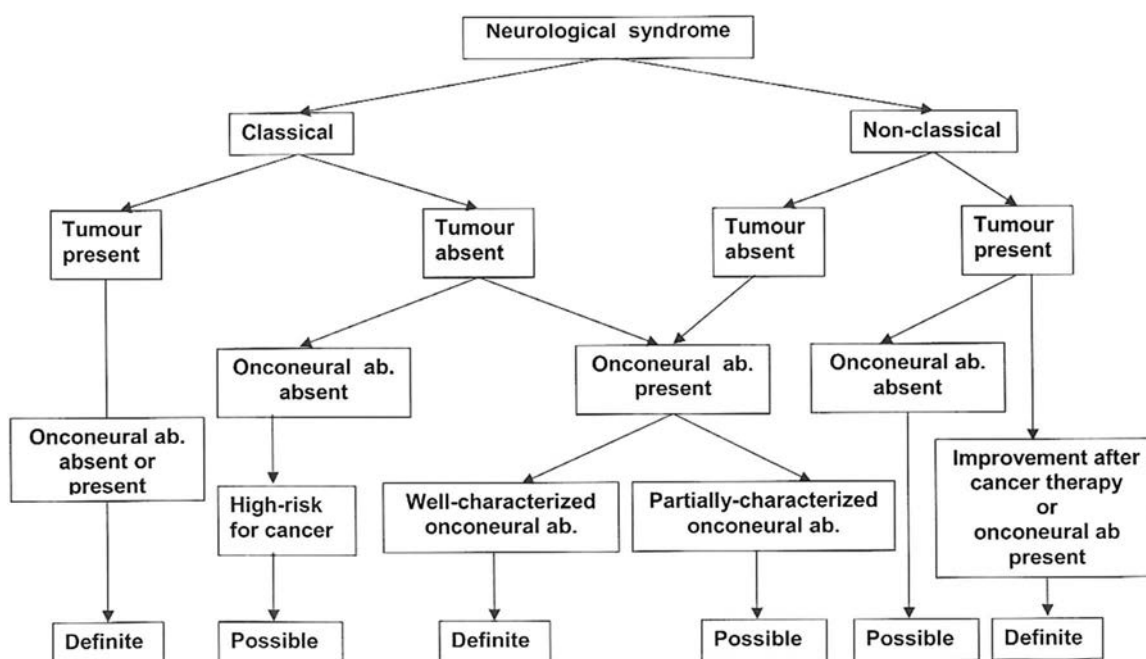 Neurological syndrome
Classical
Non-classical
Tumour
present
Tumour
absent
Tumour
absent
Tumour
present
Onconeural ab.
absent
Onconeural ab.
present
Onconeural ab.
absent
Onconeural ab.
absent or
present
High-risk
for cancer
Well-characterized
onconeural ab.
Partially-characterized
onconeural ab.
Improvement after
cancer therapy
or
onconeural ab
present
Definite
Possible
Definite
Possible
Possible
Definite